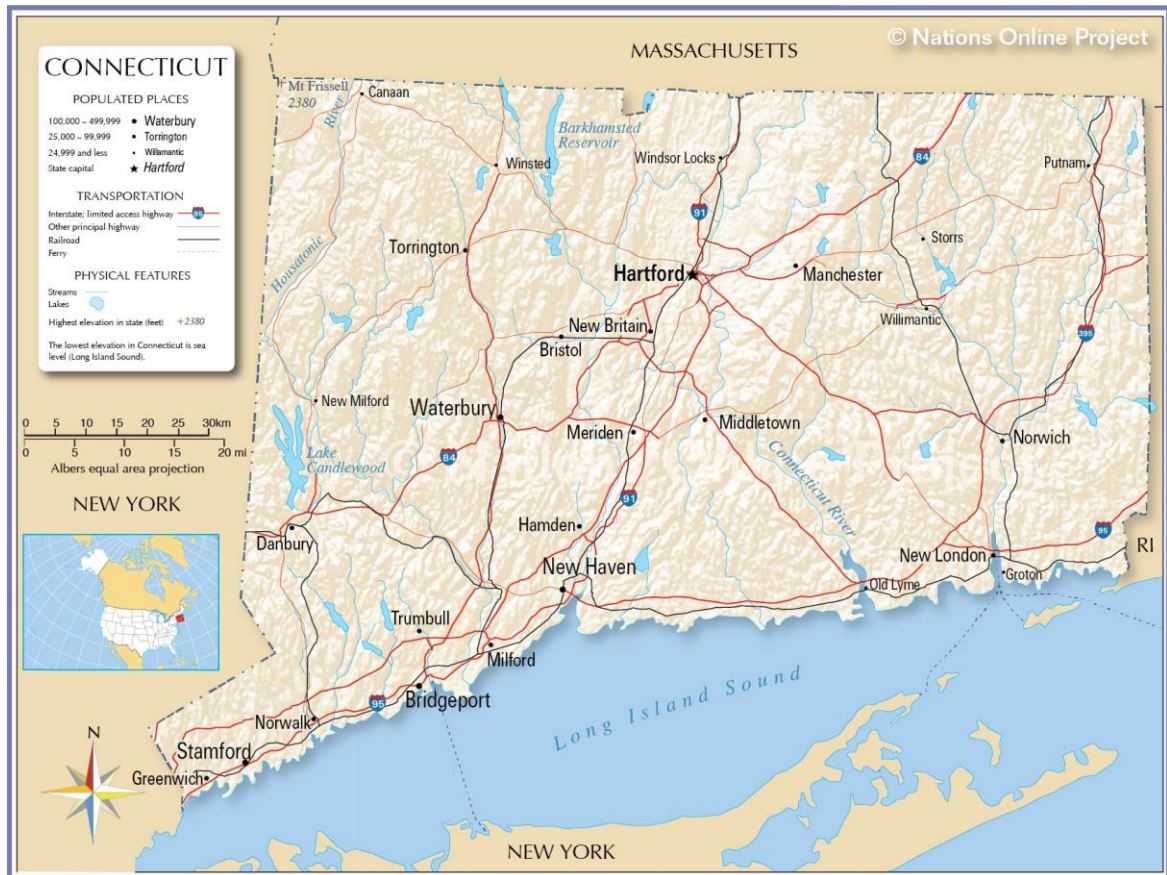 © Nations Online Project
MASSACHUSETTS
CONNECTICUT
POPULATED PLACES
100,000 – 499,999 • Waterbury
25,000 – 99,999 • Torrington
24,999 and less • Willamantic
State capital ★ Hartford
TRANSPORTATION
Interstate; limited access highway 95
Other principal highway
Railroad
Ferry
PHYSICAL FEATURES
Streams
Lakes
Highest elevation in state (feet) +2380
The lowest elevation in Connecticut is sea
level (Long Island Sound).
+ Mt Frissell
2380
Canaan
River
Housatonic
Barkhamsted
Reservoir
Winsted
Windsor Locks
84
Putnam
91
Torrington
Storrs
Hartford
Manchester
Willimantic
New Britain
Bristol
395
New Milford
Waterbury
Meriden
Middletown
Norwich
0 5 10 15 20 25 30km
0 5 10 15 20 mi
Albers equal area projection
Lake
Candlewood
84
Connecticut River
91
NEW YORK
Hamden
95
Danbury
New Haven
New London
RI
Groton
Old Lyme
Trumbull
Milford
Bridgeport
95
Long Island Sound
Norwalk
Stamford
Greenwich
N
NEW YORK